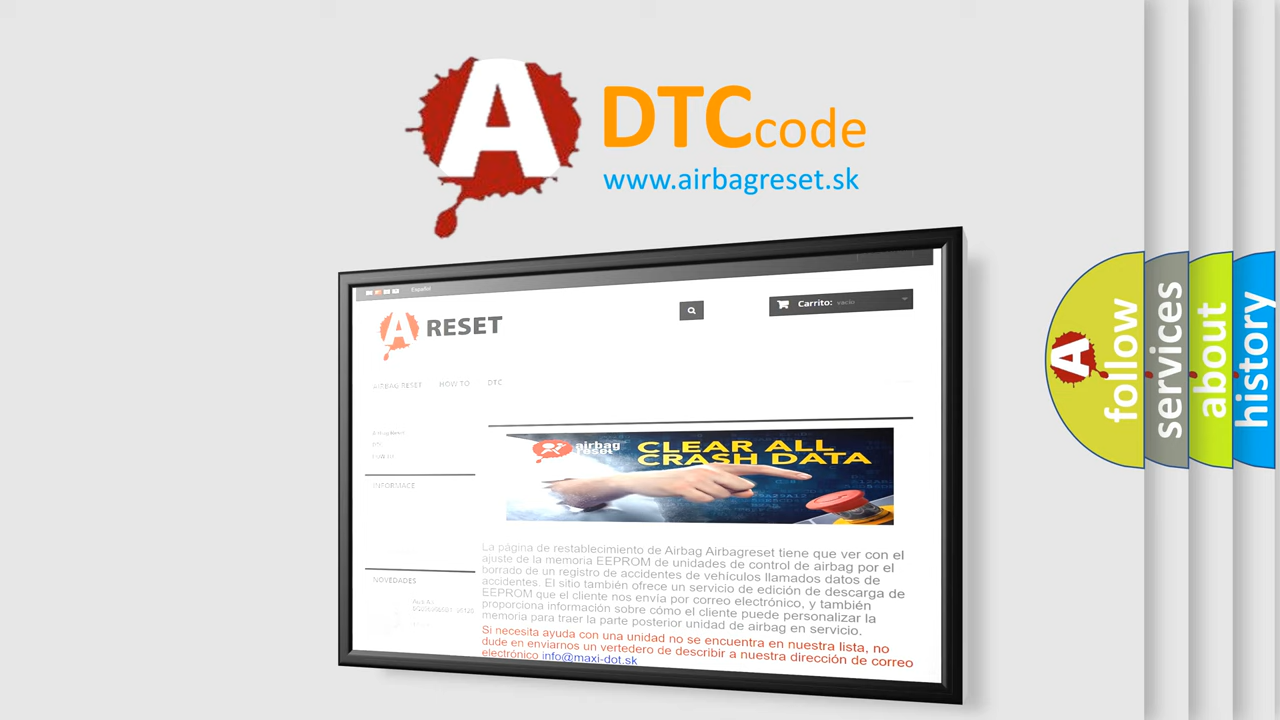 A DTC code
www.airbagreset.sk
Español
A RESET
Carrito: vacío
AIRBAG RESET HOW TO DTC
airbag reset
CLEAR ALL
CRASH DATA
INFORMACE
La página de restablecimiento de Airbag Airbagreset tiene que ver con el
ajuste de la memoria EEPROM de unidades de control de airbag por el
borrado de un registro de accidentes de vehículos llamados datos de
accidentes. El sitio también ofrece un servicio de edición de descarga de
EEPROM que el cliente nos envía por correo electrónico, y también
proporciona información sobre cómo el cliente puede personalizar la
memoria para traer la parte posterior unidad de airbag en servicio.
Si necesita ayuda con una unidad no se encuentra en nuestra lista, no
dude en enviarnos un vertedero de describir a nuestra dirección de correo
electrónico info@maxi-dot.sk
NOVEDADES
A follow
services
about
history